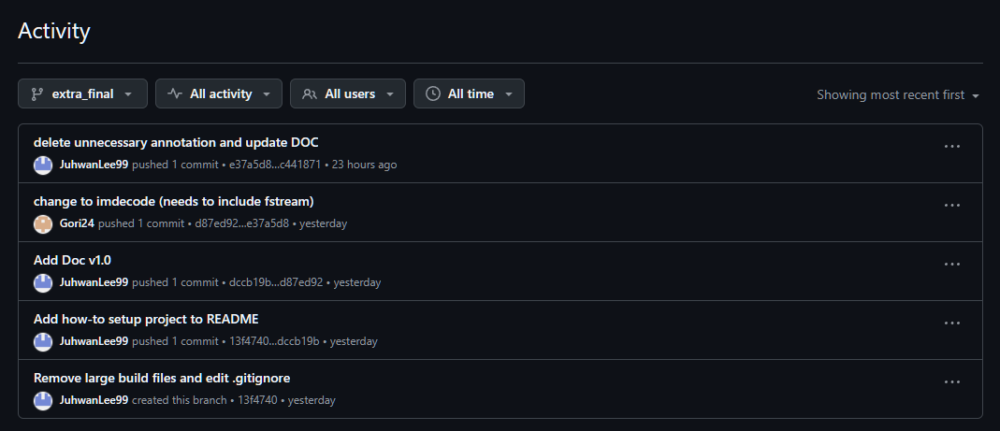 Activity
extra_final All activity All users All time Showing most recent first
delete unnecessary annotation and update DOC
JuhwanLee99 pushed 1 commit • e37a5d8...c441871 • 23 hours ago
change to imdecode (needs to include fstream)
Gori24 pushed 1 commit • d87ed92...e37a5d8 • yesterday
Add Doc v1.0
JuhwanLee99 pushed 1 commit • dccb19b...d87ed92 • yesterday
Add how-to setup project to README
JuhwanLee99 pushed 1 commit • 13f4740...dccb19b • yesterday
Remove large build files and edit .gitignore
JuhwanLee99 created this branch • 13f4740 • yesterday